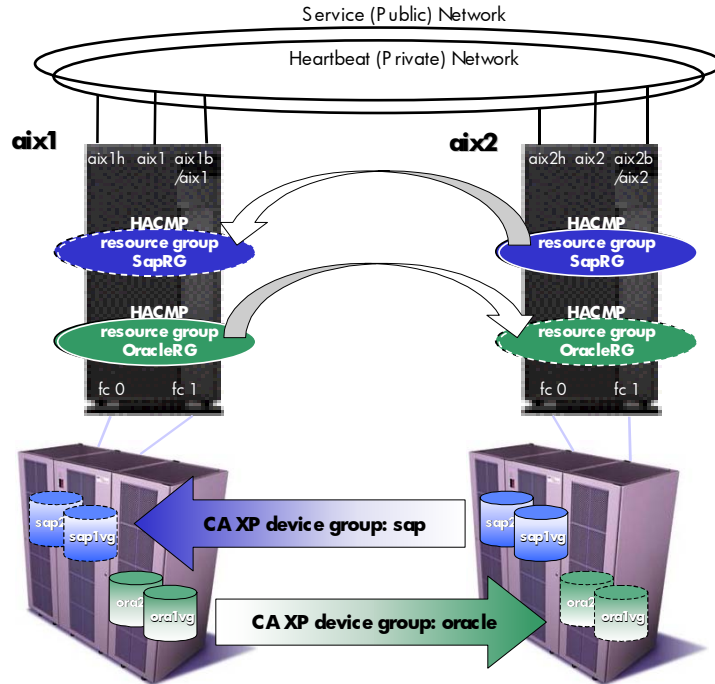 Service (Public) Network
Heartbeat (Private) Network
aix1
aix2
aix1h aix1 aix1b
/aix1
aix2h aix2 aix2b
/aix2
HACMP
resource group
SapRG
HACMP
resource group
SapRG
HACMP
resource group
OracleRG
HACMP
resource group
OracleRG
fc 0 fc 1
fc 0 fc 1
sap2
sap1vg
CA XP device group: sap
sap2
sap1vg
ora2
ora1vg
CA XP device group: oracle
ora2
ora1vg